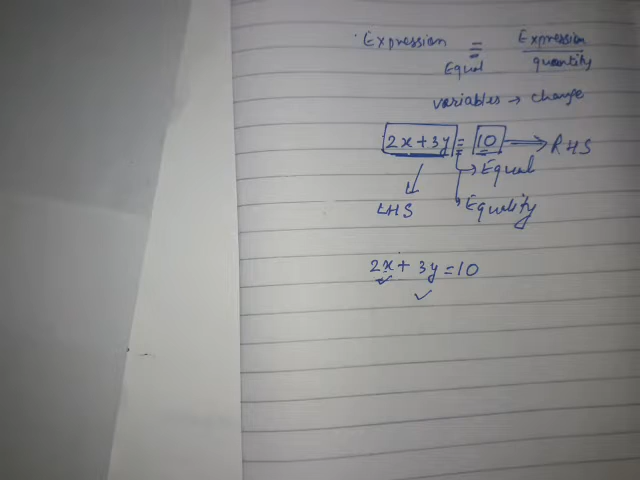 Expression = Expression
Equal quantity
variables → change
2x + 3y = 10 → RHS
→ Equal
LHS → Equality
2x + 3y = 10